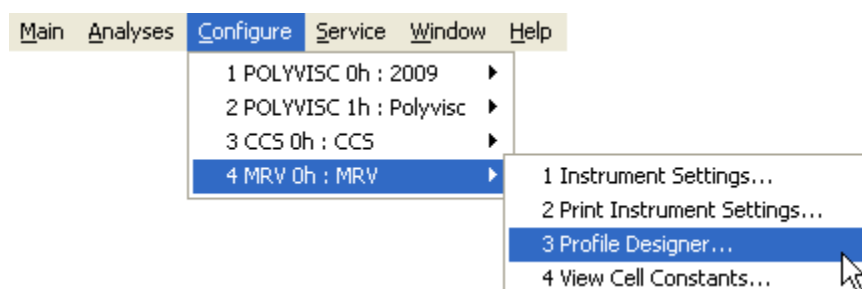 Main Analyses Configure Service Window Help
1 POLYVISC 0h : 2009
2 POLYVISC 1h : Polyvisc
3 CCS 0h : CCS
4 MRV 0h : MRV
1 Instrument Settings...
2 Print Instrument Settings...
3 Profile Designer...
4 View Cell Constants...